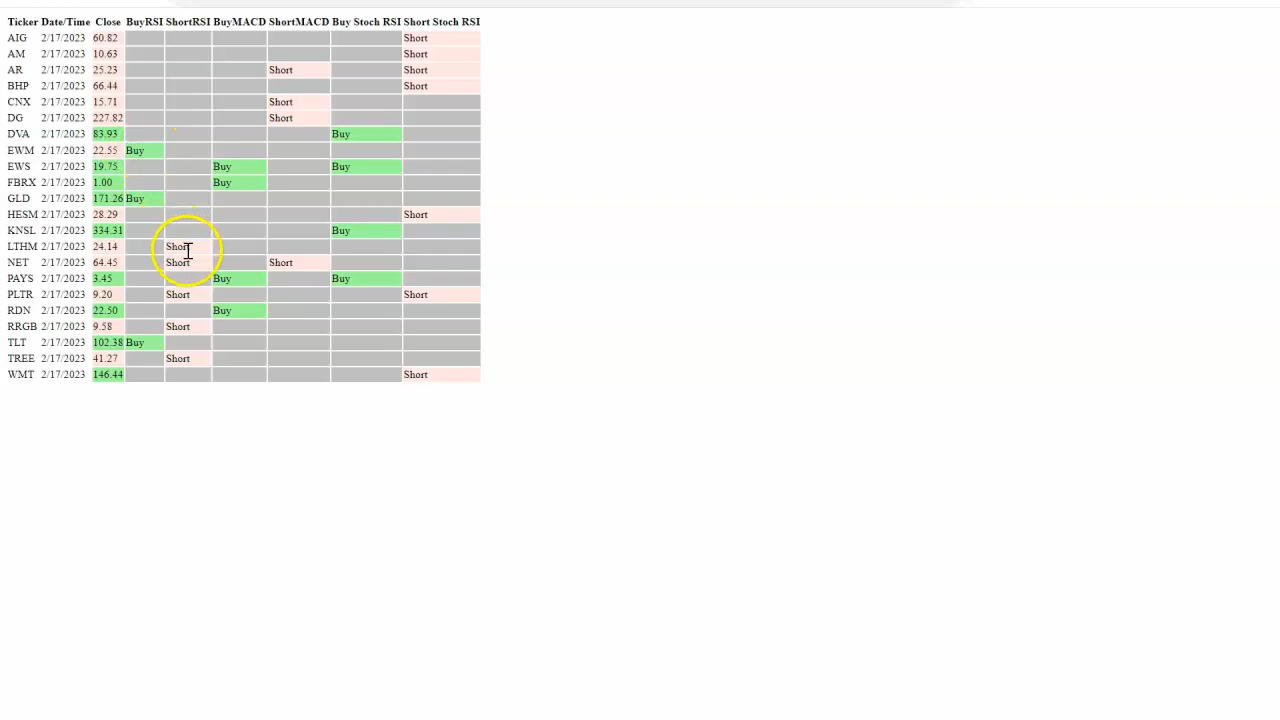 Ticker Date/Time Close BuyRSI ShortRSI BuyMACD ShortMACD Buy Stoch RSI Short Stoch RSI
AIG 2/17/2023 60.82 Short
AM 2/17/2023 10.63 Short
AR 2/17/2023 25.23 Short Short
BHP 2/17/2023 66.44 Short
CNX 2/17/2023 15.71 Short
DG 2/17/2023 227.82 Short
DVA 2/17/2023 83.93 Buy
EWM 2/17/2023 22.55 Buy
EWS 2/17/2023 19.75 Buy Buy
FBRX 2/17/2023 1.00 Buy
GLD 2/17/2023 171.26 Buy
HESM 2/17/2023 28.29 Short
KNSL 2/17/2023 334.31 Buy
LTHM 2/17/2023 24.14 Short
NET 2/17/2023 64.45 Short Short
PAYS 2/17/2023 3.45 Buy Buy
PLTR 2/17/2023 9.20 Short Short
RDN 2/17/2023 22.50 Buy
RRGB 2/17/2023 9.58 Short
TLT 2/17/2023 102.38 Buy
TREE 2/17/2023 41.27 Short
WMT 2/17/2023 146.44 Short